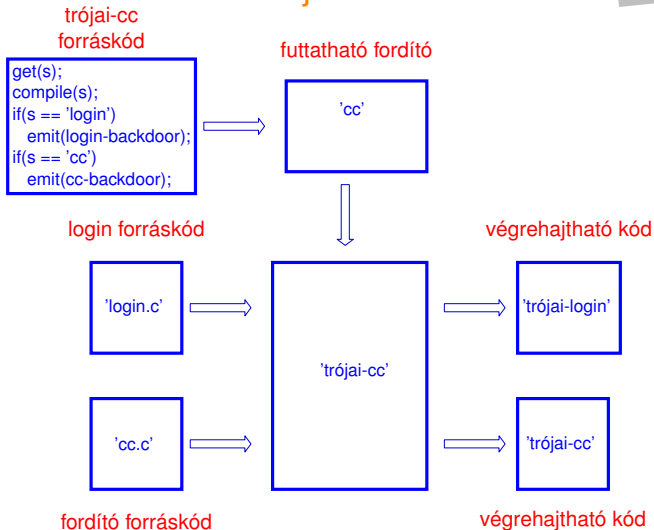 trójai-cc
forráskód
get(s);
compile(s);
if(s == 'login')
emit(login-backdoor);
if(s == 'cc')
emit(cc-backdoor);
futtatható fordító
'cc'
login forráskód
végrehajtható kód
'login.c'
'trójai-login'
'trójai-cc'
'cc.c'
'trójai-cc'
fordító forráskód
végrehajtható kód